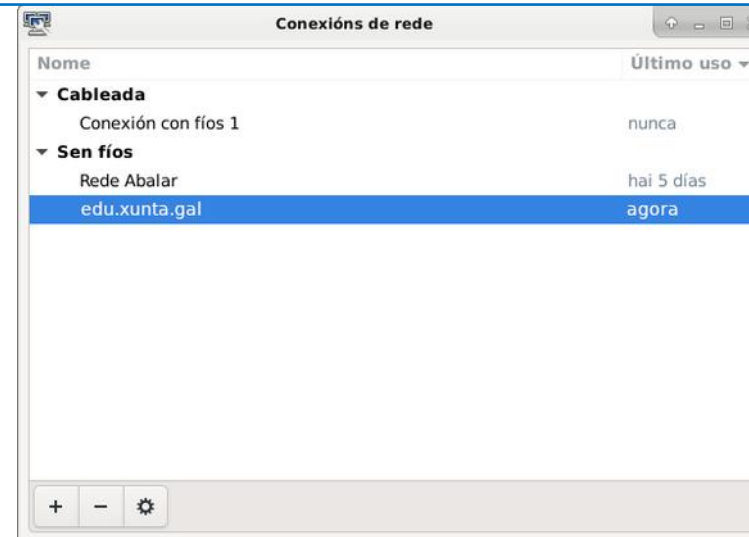 Conexións de rede
Nome Último uso
Cableada
Conexión con fíos 1 nunca
Sen fíos
Rede Abalar hai 5 días
edu.xunta.gal agora